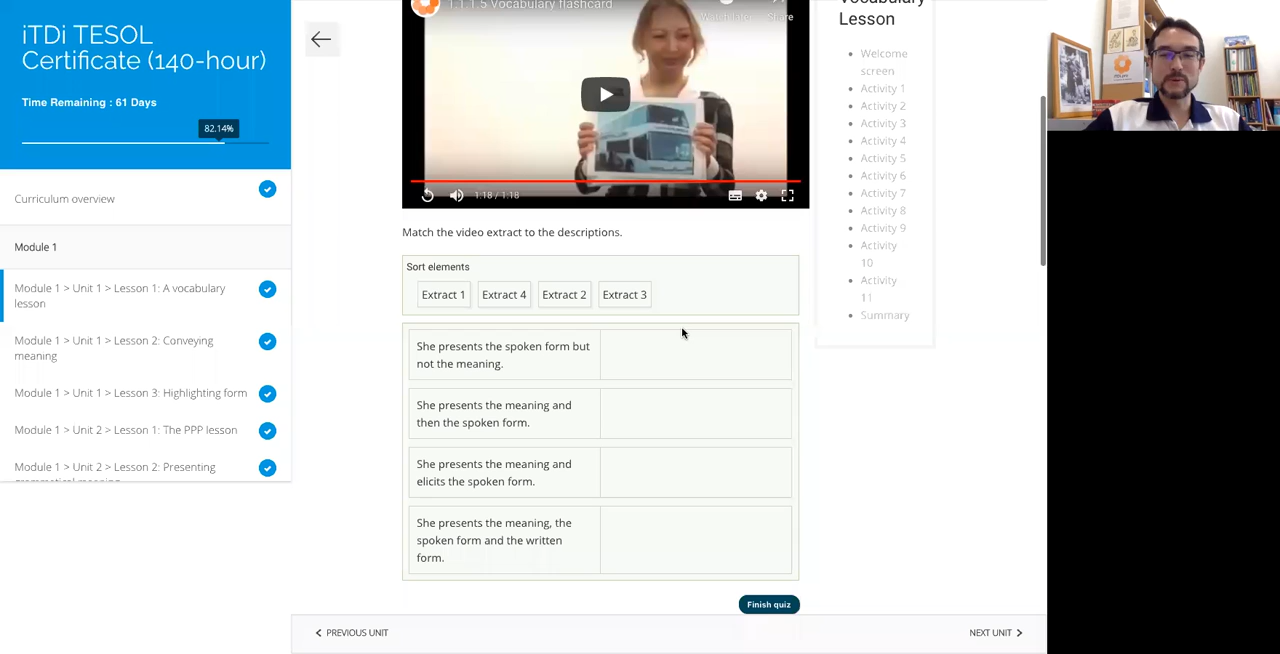 iTDi TESOL
Certificate (140-hour)
Time Remaining : 61 Days
82.14%
Curriculum overview
Module 1
Module 1 > Unit 1 > Lesson 1: A vocabulary
lesson
Module 1 > Unit 1 > Lesson 2: Conveying
meaning
Module 1 > Unit 1 > Lesson 3: Highlighting form
Module 1 > Unit 2 > Lesson 1: The PPP lesson
Module 1 > Unit 2 > Lesson 2: Presenting
grammatical meaning
1.1.1.5 Vocabulary flashcard
Watch later
Share
1:18 / 1:18
Match the video extract to the descriptions.
Sort elements
Extract 1
Extract 4
Extract 2
Extract 3
She presents the spoken form but
not the meaning.
She presents the meaning and
then the spoken form.
She presents the meaning and
elicits the spoken form.
She presents the meaning, the
spoken form and the written
form.
Finish quiz
PREVIOUS UNIT
NEXT UNIT
Vocabulary
Lesson
Welcome
screen
Activity 1
Activity 2
Activity 3
Activity 4
Activity 5
Activity 6
Activity 7
Activity 8
Activity 9
Activity
10
Activity
11
Summary